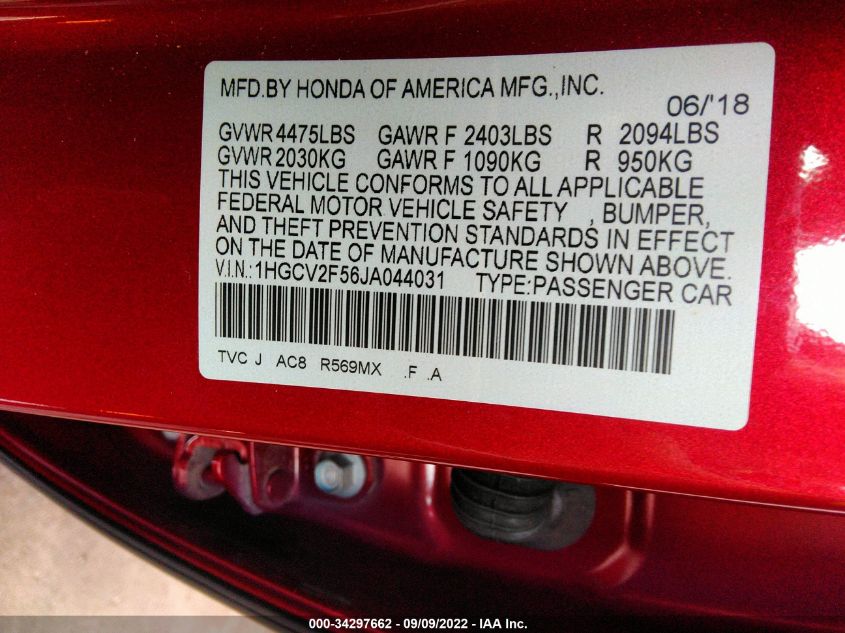 MFD.BY HONDA OF AMERICA MFG.,INC.
06/'18
GVWR 4475LBS GAWR F 2403LBS R 2094LBS
GVWR 2030KG GAWR F 1090KG R 950KG
THIS VEHICLE CONFORMS TO ALL APPLICABLE
FEDERAL MOTOR VEHICLE SAFETY , BUMPER,
AND THEFT PREVENTION STANDARDS IN EFFECT
ON THE DATE OF MANUFACTURE SHOWN ABOVE.
V.I.N.:1HGCV2F56JA044031 TYPE:PASSENGER CAR
TVC J AC8 R569MX .F .A
000-34297662 - 09/09/2022 - IAA Inc.